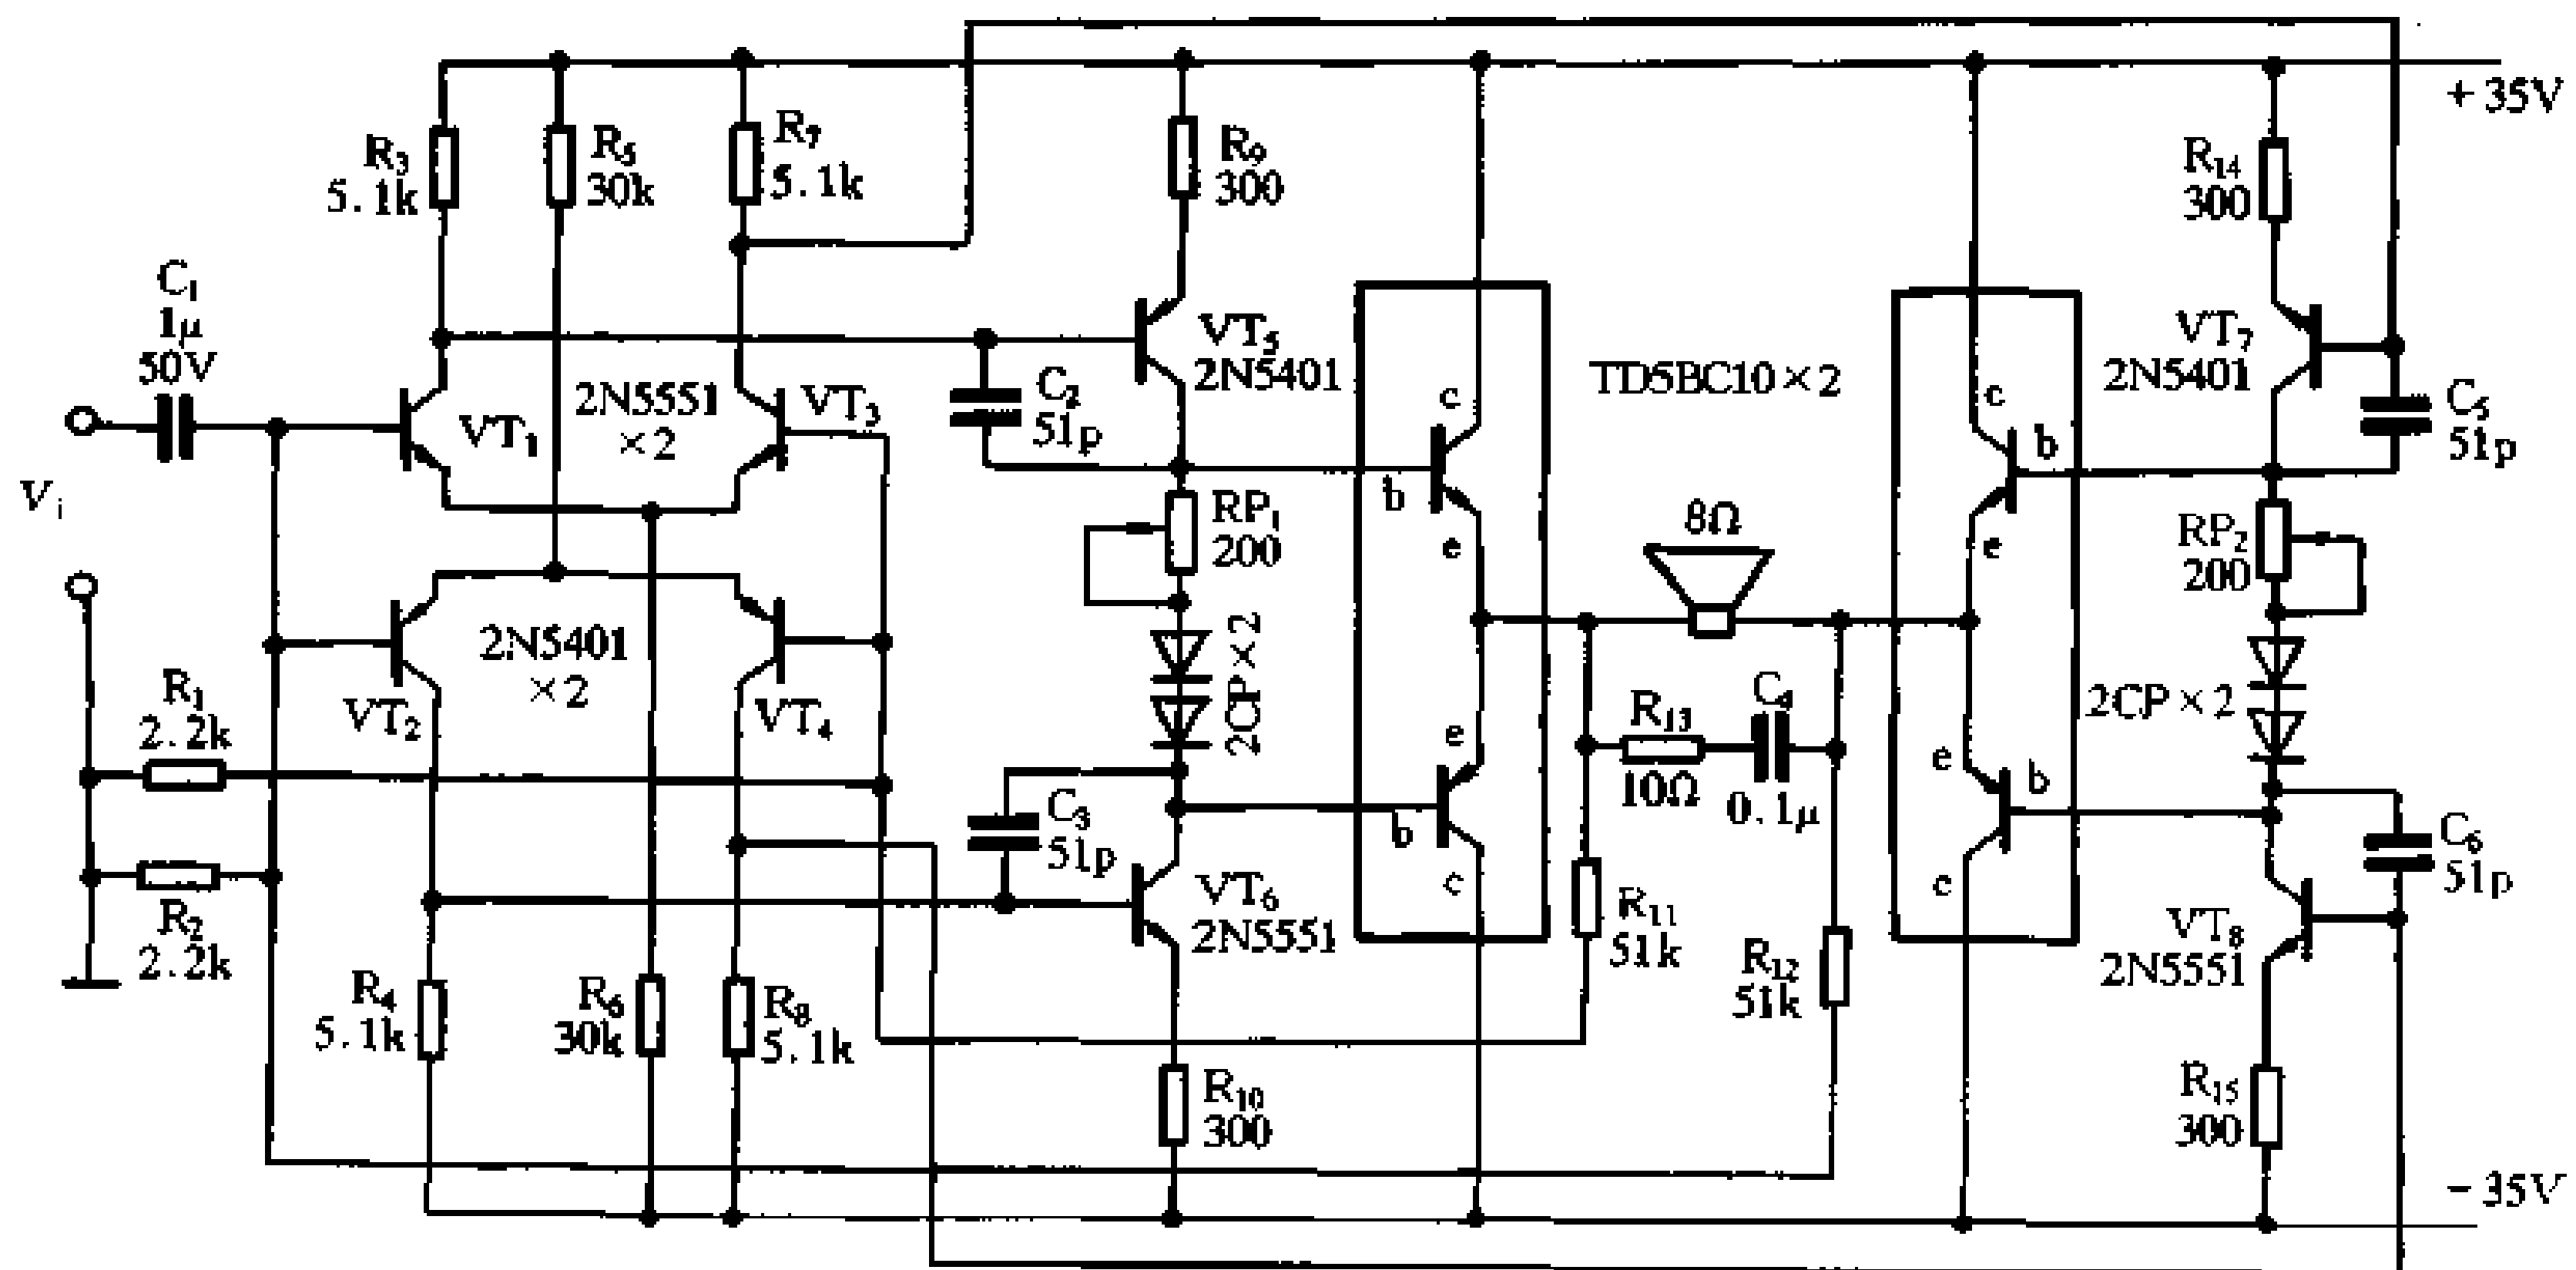 +35V
R₃
5.1k
R₅
30k
R₇
5.1k
R₉
300
R₁₄
300
C₁
1μ
50V
VT₁
2N5551
×2
VT₃
C₂
51p
VT₅
2N5401
c
b
e
TD5BC10×2
VT₇
2N5401
c
b
e
C₅
51p
Vᵢ
RP₁
200
8Ω
RP₂
200
2N5401
×2
VT₂
VT₄
2CP×2
2CP×2
R₁
2.2k
R₂
2.2k
C₃
51p
e
b
c
R₁₃
10Ω
C₄
0.1μ
e
b
c
C₆
51p
VT₆
2N5551
R₁₁
51k
R₁₂
51k
VT₈
2N5551
R₄
5.1k
R₆
30k
R₈
5.1k
R₁₀
300
R₁₅
300
−35V